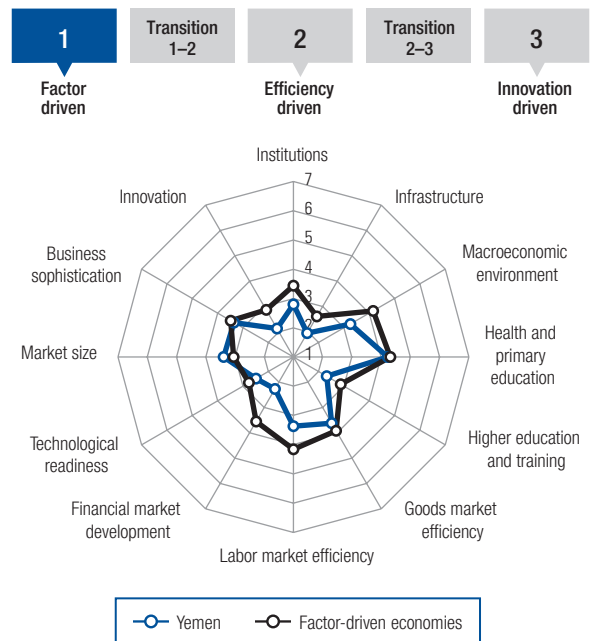 1
Transition
1–2
2
Transition
2–3
3
Factor
driven
Efficiency
driven
Innovation
driven
Institutions
Infrastructure
Macroeconomic
environment
Health and
primary
education
Higher education
and training
Goods market
efficiency
Labor market efficiency
Financial market
development
Technological
readiness
Market size
Business
sophistication
Innovation
7
6
5
4
3
2
1
Yemen
Factor-driven economies